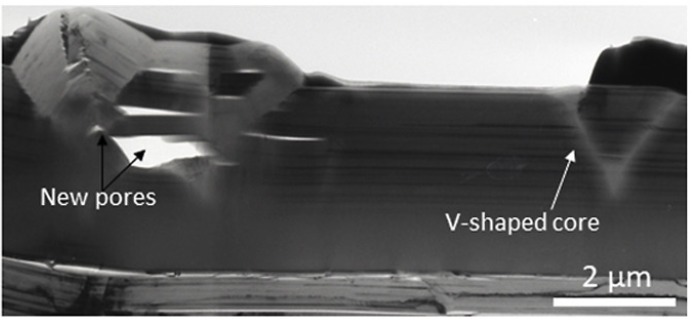 New pores
V-shaped core
2 μm